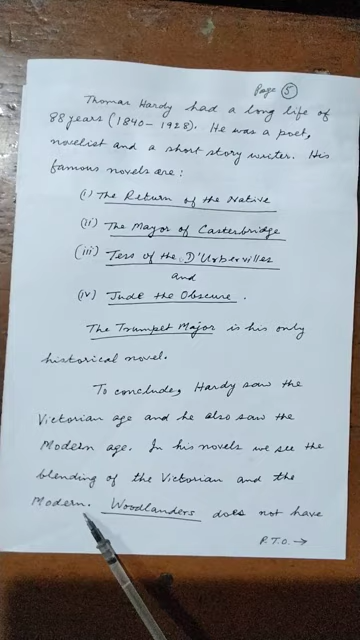 Page 5
Thomas Hardy had a long life of
88 years (1840 - 1928). He was a poet,
novelist and a short story writer. His
famous novels are:
(i) The Return of the Native
(ii) The Mayor of Casterbridge
(iii) Tess of the D'Urbervilles
and
(iv) Jude the Obscure.
The Trumpet Major is his only
historical novel.
To conclude, Hardy saw the
Victorian age and he also saw the
Modern age. In his novels we see the
blending of the Victorian and the
Modern. Woodlanders does not have
P.T.O. →